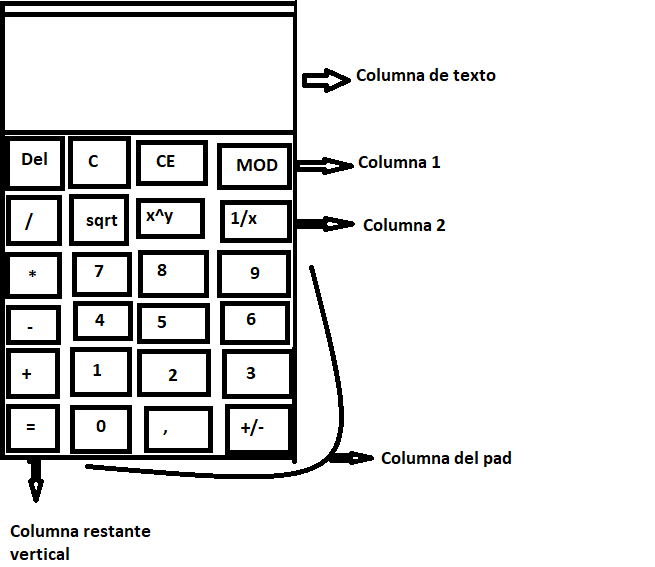 Columna de texto
Del C CE MOD
Columna 1
/ sqrt x^y 1/x
Columna 2
* 7 8 9
- 4 5 6
+ 1 2 3
= 0 , +/-
Columna del pad
Columna restante
vertical